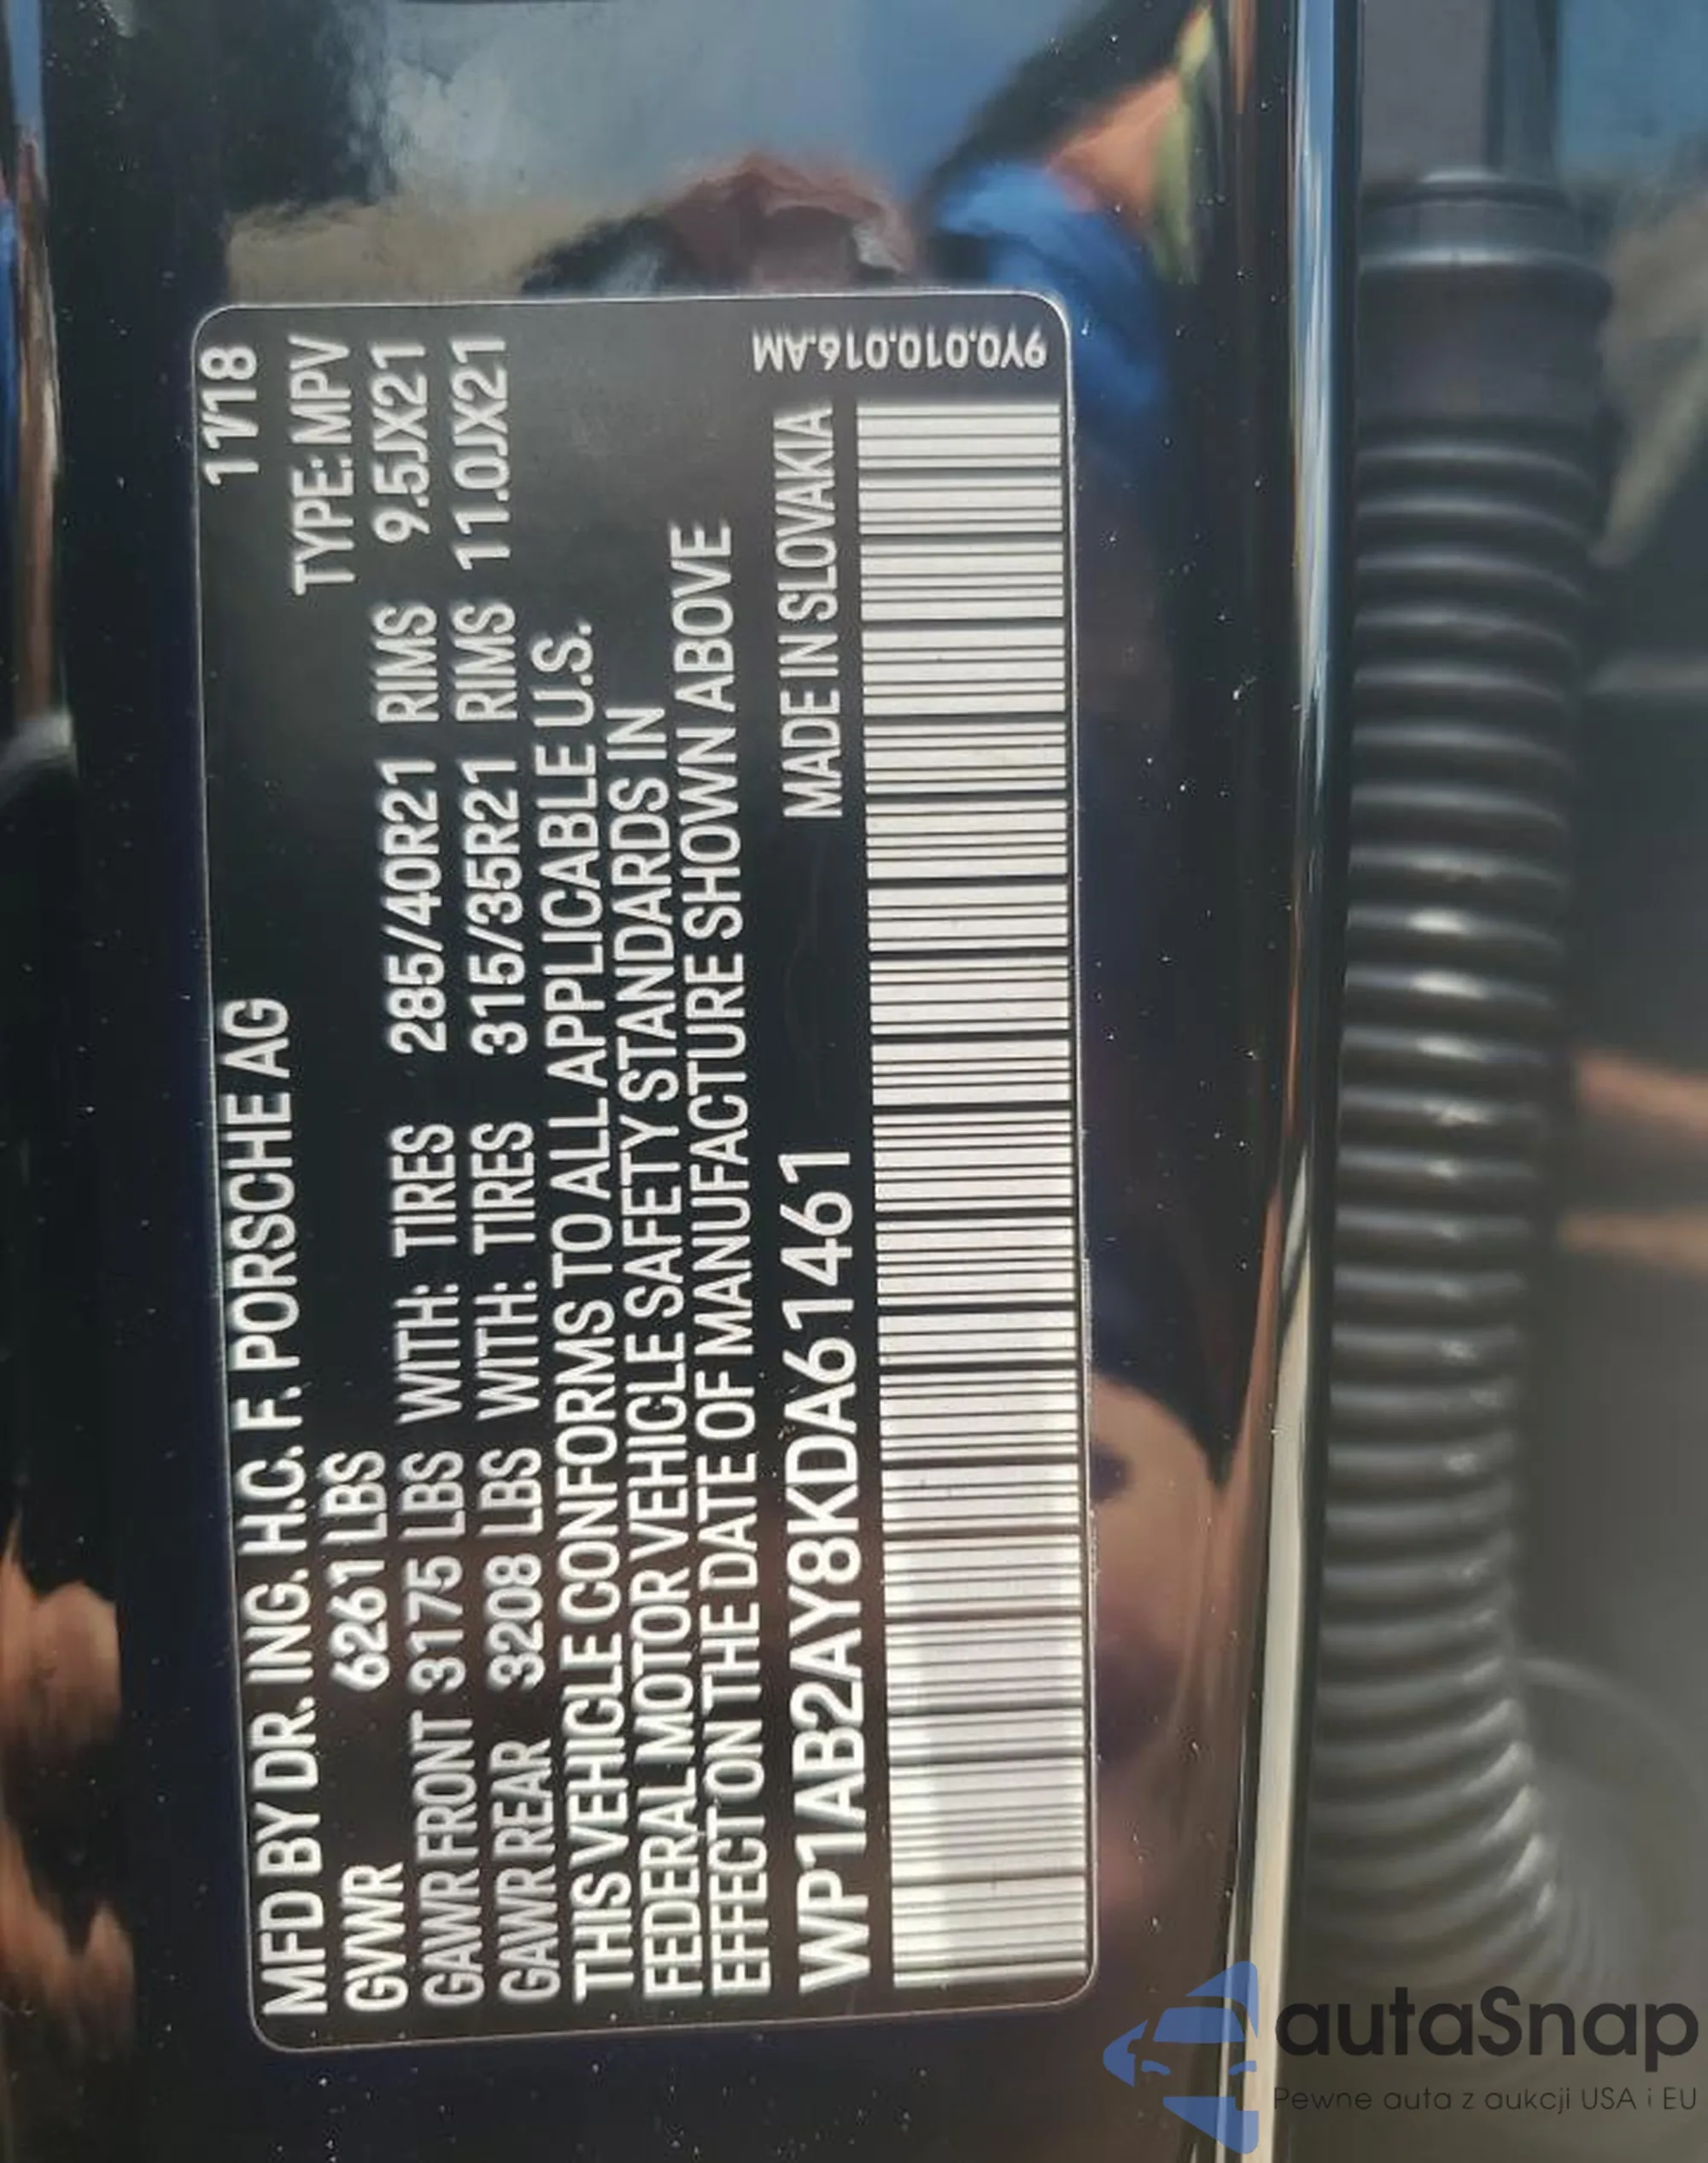 MFD BY DR. ING. H.C. F. PORSCHE AG 11/18
GVWR 6261 LBS TYPE: MPV
GAWR FRONT 3175 LBS WITH: TIRES 285/40R21 RIMS 9.5JX21
GAWR REAR 3208 LBS WITH: TIRES 315/35R21 RIMS 11.0JX21
THIS VEHICLE CONFORMS TO ALL APPLICABLE U.S.
FEDERAL MOTOR VEHICLE SAFETY STANDARDS IN
EFFECT ON THE DATE OF MANUFACTURE SHOWN ABOVE
WP1AB2AY8KDA61461 MADE IN SLOVAKIA
9Y0.010.016.AM
autaSnap
Pewne auta z aukcji USA i EU